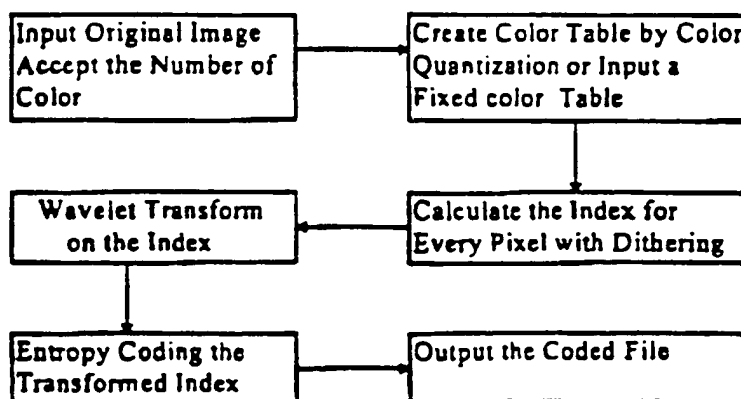 Input Original Image
Accept the Number of
Color
Create Color Table by Color
Quantization or Input a
Fixed color Table
Wavelet Transform
on the Index
Calculate the Index for
Every Pixel with Dithering
Entropy Coding the
Transformed Index
Output the Coded File